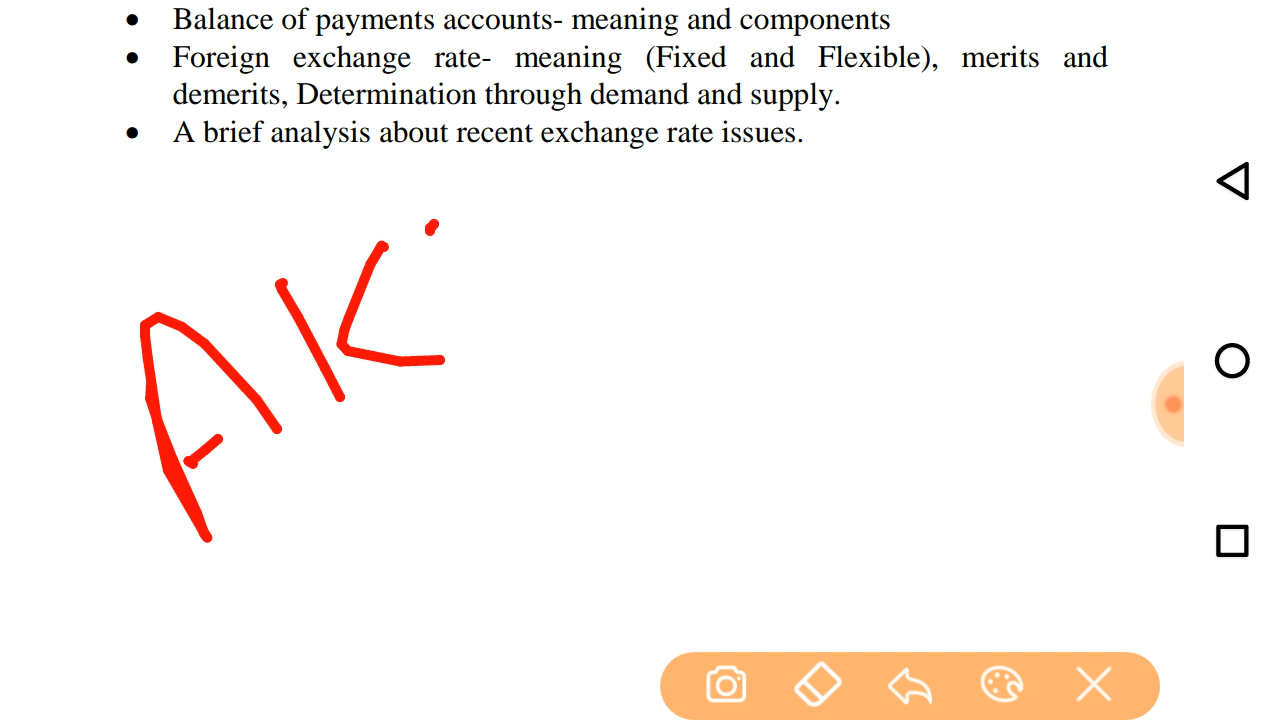 • Balance of payments accounts- meaning and components
• Foreign exchange rate- meaning (Fixed and Flexible), merits and
demerits, Determination through demand and supply.
• A brief analysis about recent exchange rate issues.
AK